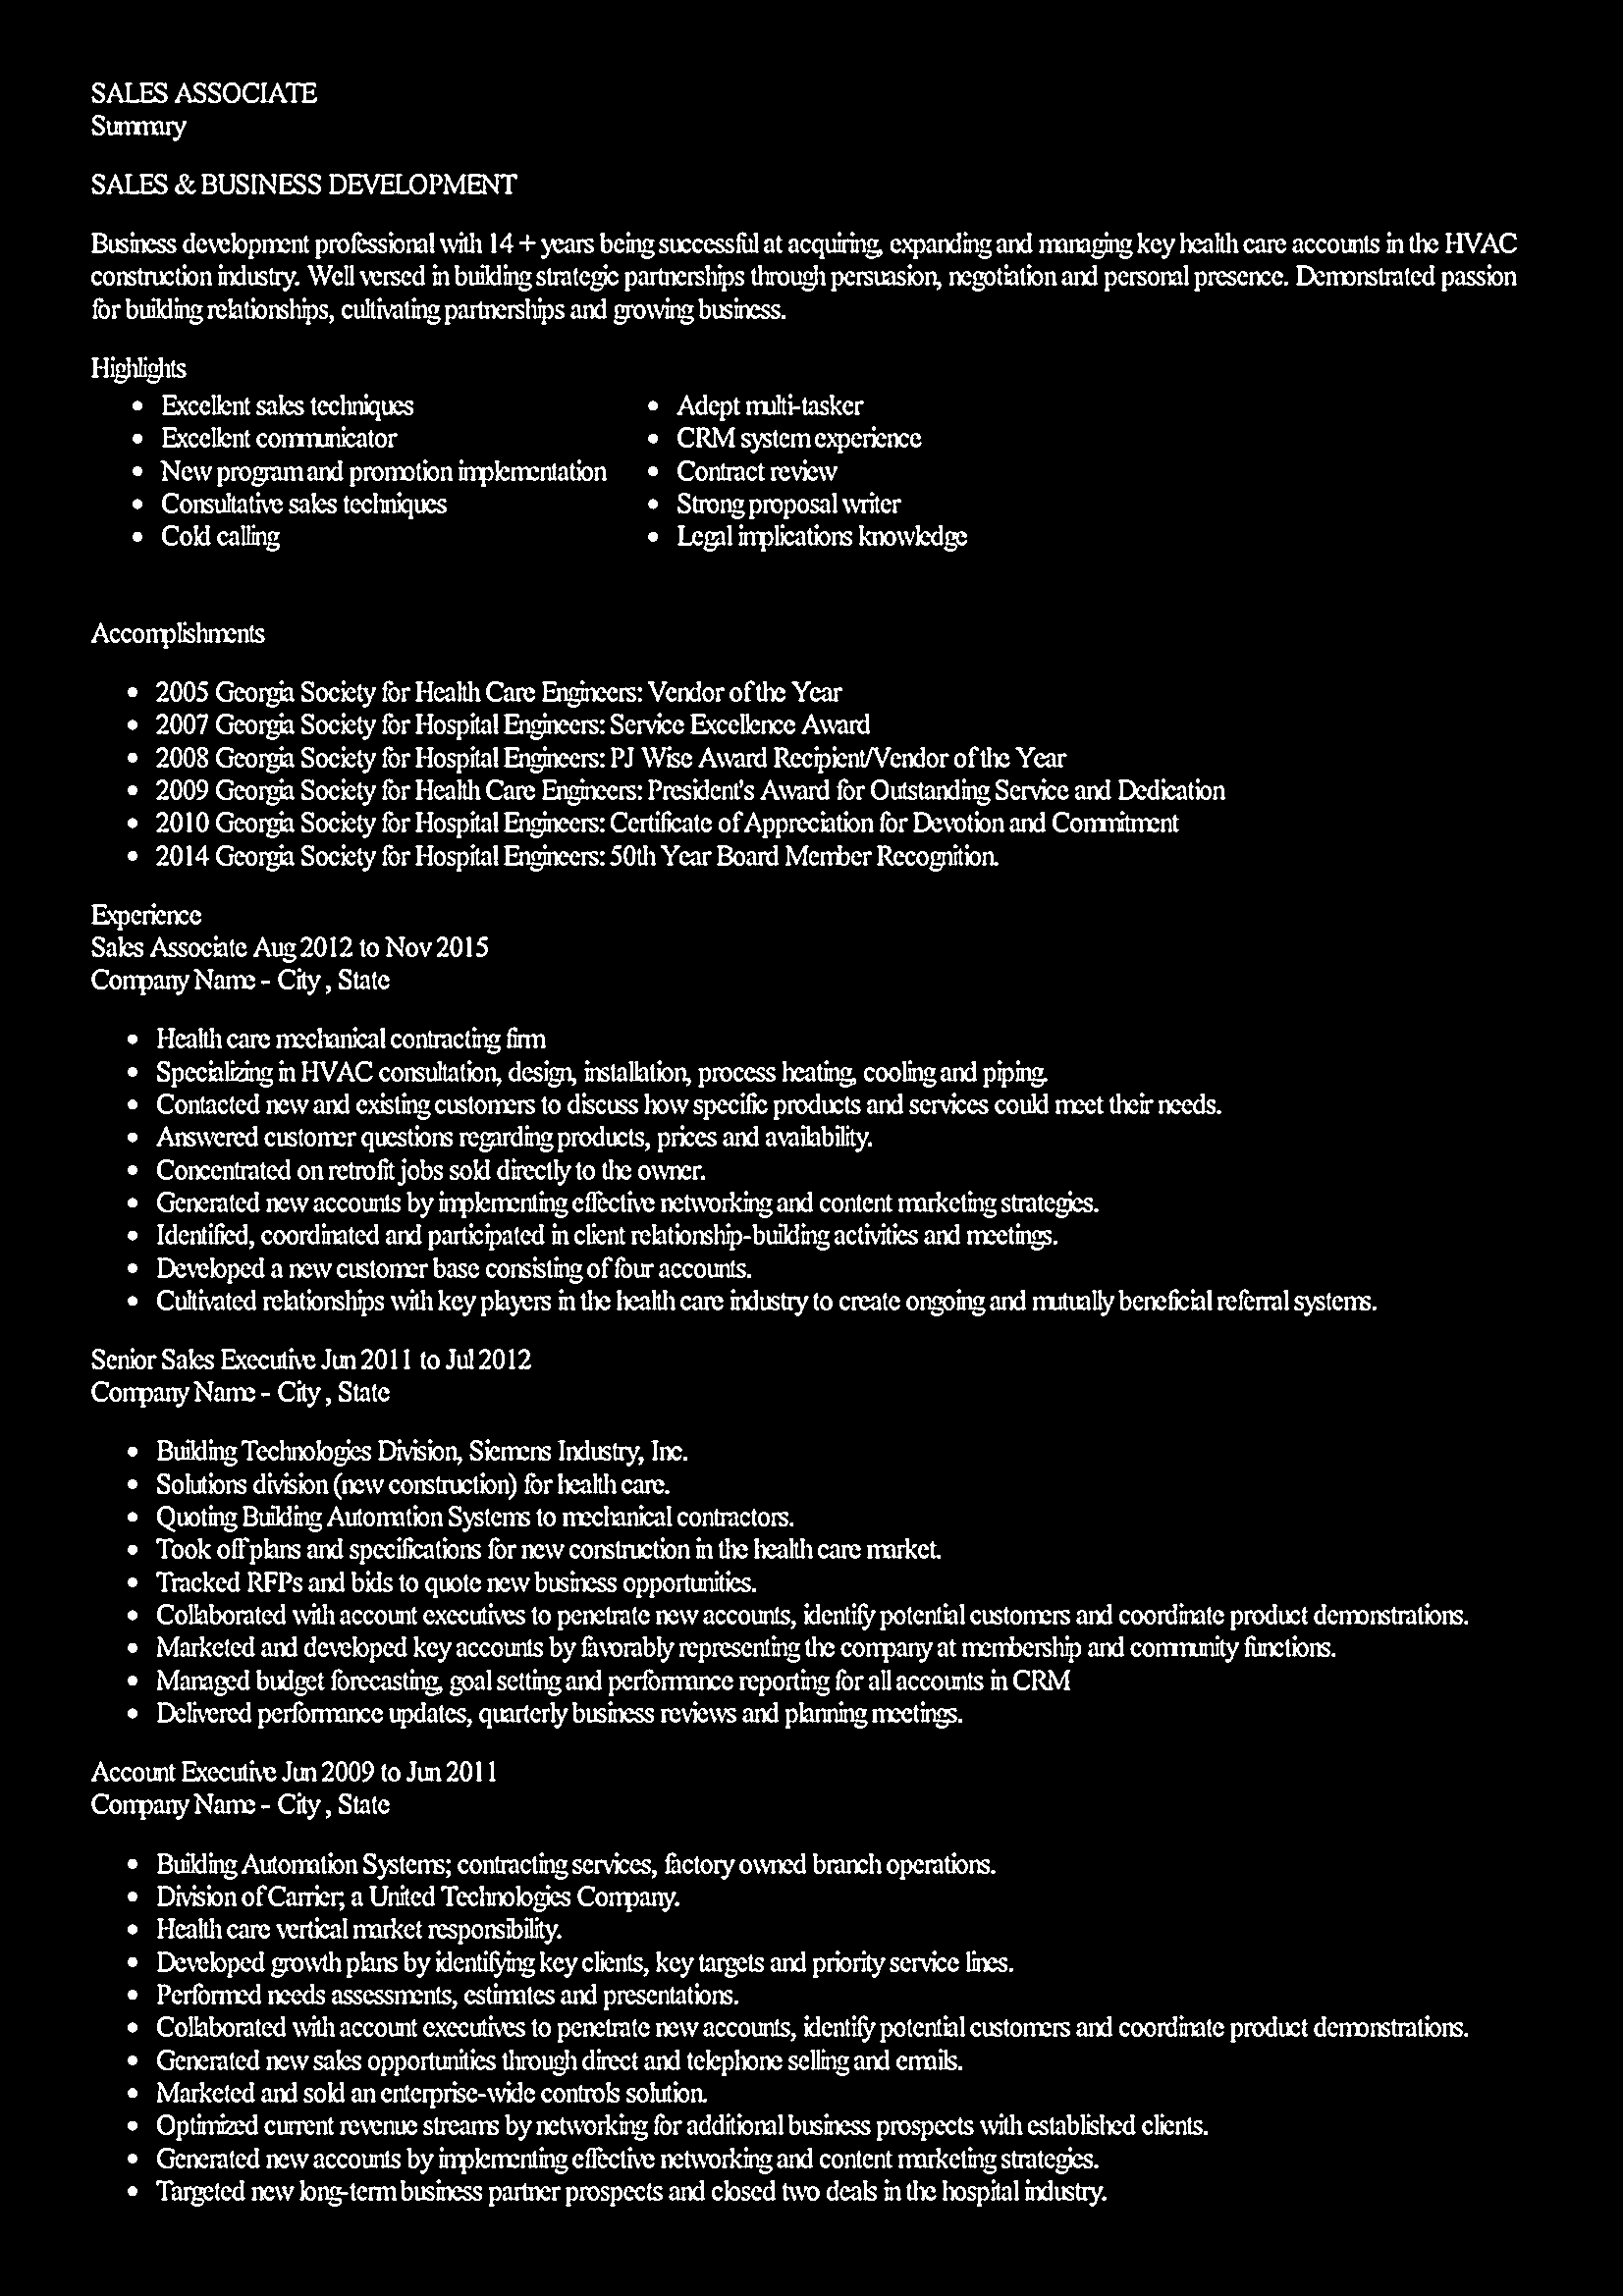 SALES ASSOCIATE
Summary
SALES & BUSINESS DEVELOPMENT
Business development professional with 14 + years being successful at acquiring, expanding and managing key health care accounts in the HVAC
construction industry. Well versed in building strategic partnerships through persuasion, negotiation and personal presence. Demonstrated passion
for building relationships, cultivating partnerships and growing business.
Highlights
• Excellent sales techniques
• Excellent communicator
• New program and promotion implementation
• Consultative sales techniques
• Cold calling
• Adept multi-tasker
• CRM system experience
• Contract review
• Strong proposal writer
• Legal implications knowledge
Accomplishments
• 2005 Georgia Society for Health Care Engineers: Vendor of the Year
• 2007 Georgia Society for Hospital Engineers: Service Excellence Award
• 2008 Georgia Society for Hospital Engineers: PJ Wise Award Recipient/Vendor of the Year
• 2009 Georgia Society for Health Care Engineers: President's Award for Outstanding Service and Dedication
• 2010 Georgia Society for Hospital Engineers: Certificate of Appreciation for Devotion and Commitment
• 2014 Georgia Society for Hospital Engineers: 50th Year Board Member Recognition.
Experience
Sales Associate Aug 2012 to Nov 2015
Company Name - City , State
• Health care mechanical contracting firm
• Specializing in HVAC consultation, design, installation, process heating, cooling and piping.
• Contacted new and existing customers to discuss how specific products and services could meet their needs.
• Answered customer questions regarding products, prices and availability.
• Concentrated on retrofit jobs sold directly to the owner.
• Generated new accounts by implementing effective networking and content marketing strategies.
• Identified, coordinated and participated in client relationship-building activities and meetings.
• Developed a new customer base consisting of four accounts.
• Cultivated relationships with key players in the health care industry to create ongoing and mutually beneficial referral systems.
Senior Sales Executive Jun 2011 to Jul 2012
Company Name - City , State
• Building Technologies Division, Siemens Industry, Inc.
• Solutions division (new construction) for health care.
• Quoting Building Automation Systems to mechanical contractors.
• Took off plans and specifications for new construction in the health care market.
• Tracked RFPs and bids to quote new business opportunities.
• Collaborated with account executives to penetrate new accounts, identify potential customers and coordinate product demonstrations.
• Marketed and developed key accounts by favorably representing the company at membership and community functions.
• Managed budget forecasting, goal setting and performance reporting for all accounts in CRM
• Delivered performance updates, quarterly business reviews and planning meetings.
Account Executive Jun 2009 to Jun 2011
Company Name - City , State
• Building Automation Systems; contracting services, factory owned branch operations.
• Division of Carrier; a United Technologies Company.
• Health care vertical market responsibility.
• Developed growth plans by identifying key clients, key targets and priority service lines.
• Performed needs assessments, estimates and presentations.
• Collaborated with account executives to penetrate new accounts, identify potential customers and coordinate product demonstrations.
• Generated new sales opportunities through direct and telephone selling and emails.
• Marketed and sold an enterprise-wide controls solution.
• Optimized current revenue streams by networking for additional business prospects with established clients.
• Generated new accounts by implementing effective networking and content marketing strategies.
• Targeted new long-term business partner prospects and closed two deals in the hospital industry.